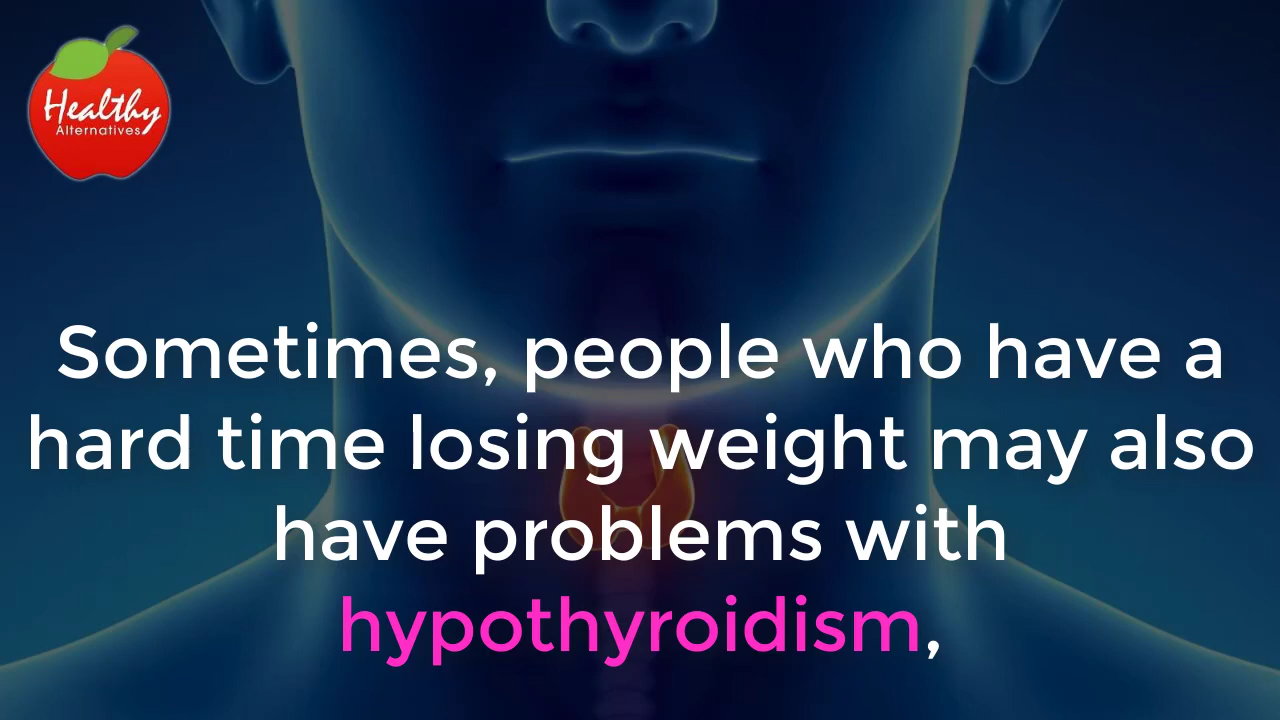 Healthy
Alternatives
Sometimes, people who have a
hard time losing weight may also
have problems with
hypothyroidism,